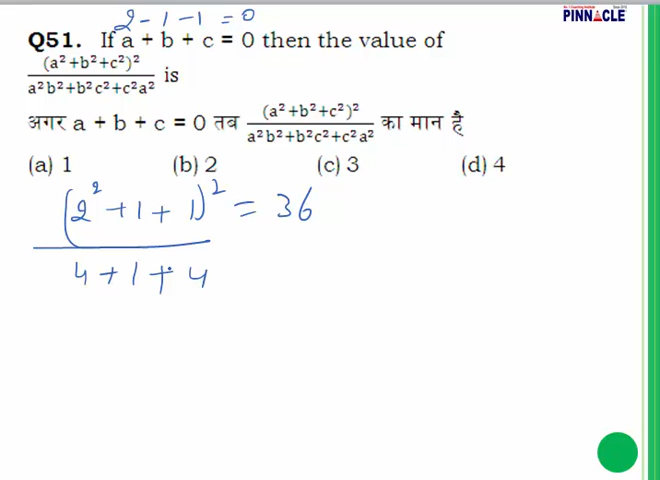 PINNACLE
2 - 1 - 1 = 0
Q51. If a + b + c = 0 then the value of
(a²+b²+c²)²
─────────── is
a²b²+b²c²+c²a²
अगर a + b + c = 0 तब (a²+b²+c²)² / a²b²+b²c²+c²a² का मान है
(a) 1 (b) 2 (c) 3 (d) 4
(2² + 1 + 1)² = 36
4 + 1 + 4